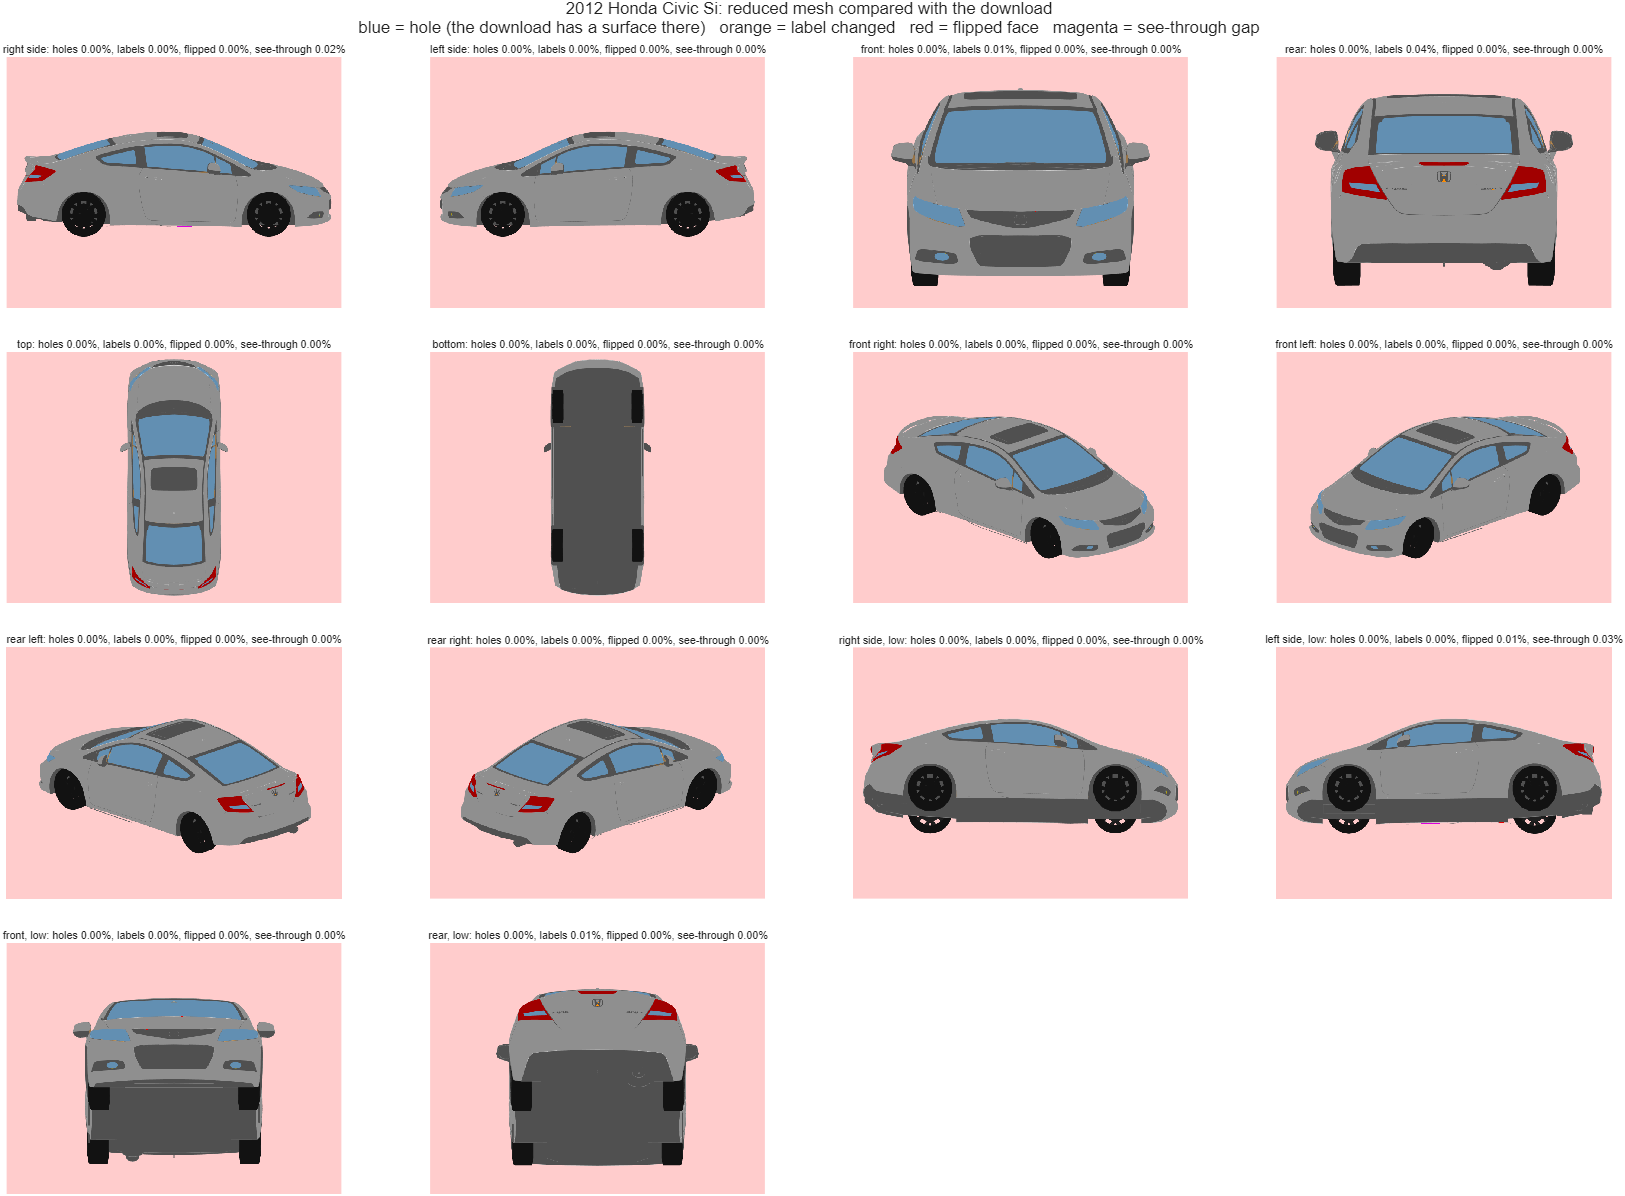 2012 Honda Civic Si: reduced mesh compared with the download
blue = hole (the download has a surface there)   orange = label changed   red = flipped face   magenta = see-through gap
right side: holes 0.00%, labels 0.00%, flipped 0.00%, see-through 0.02%
left side: holes 0.00%, labels 0.00%, flipped 0.00%, see-through 0.00%
front: holes 0.00%, labels 0.01%, flipped 0.00%, see-through 0.00%
rear: holes 0.00%, labels 0.04%, flipped 0.00%, see-through 0.00%
top: holes 0.00%, labels 0.00%, flipped 0.00%, see-through 0.00%
bottom: holes 0.00%, labels 0.00%, flipped 0.00%, see-through 0.00%
front right: holes 0.00%, labels 0.00%, flipped 0.00%, see-through 0.00%
front left: holes 0.00%, labels 0.00%, flipped 0.00%, see-through 0.00%
rear left: holes 0.00%, labels 0.00%, flipped 0.00%, see-through 0.00%
rear right: holes 0.00%, labels 0.00%, flipped 0.00%, see-through 0.00%
right side, low: holes 0.00%, labels 0.00%, flipped 0.00%, see-through 0.00%
left side, low: holes 0.00%, labels 0.00%, flipped 0.01%, see-through 0.03%
front, low: holes 0.00%, labels 0.00%, flipped 0.00%, see-through 0.00%
rear, low: holes 0.00%, labels 0.01%, flipped 0.00%, see-through 0.00%